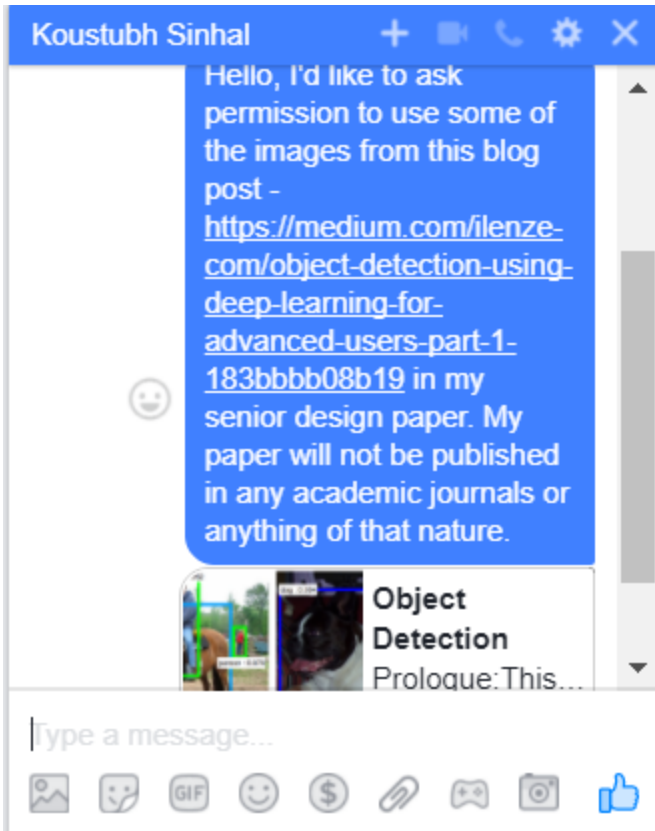 Koustubh Sinhal
Hello, I'd like to ask
permission to use some of
the images from this blog
post -
https://medium.com/ilenze-
com/object-detection-using-
deep-learning-for-
advanced-users-part-1-
183bbbb08b19 in my
senior design paper. My
paper will not be published
in any academic journals or
anything of that nature.
Object
Detection
Prologue:This...
Type a message...
GIF
$